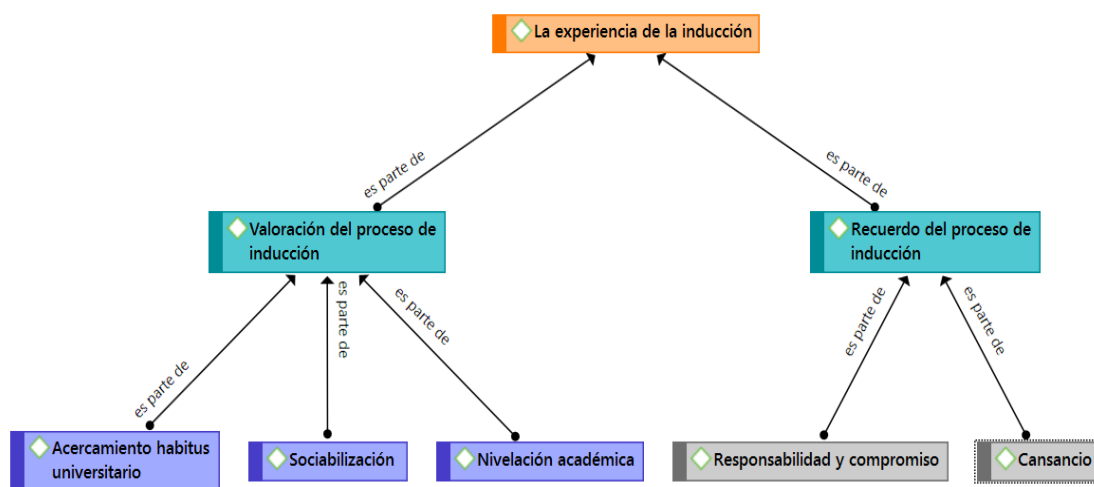 La experiencia de la inducción
es parte de
es parte de
Valoración del proceso de
inducción
Recuerdo del proceso de
inducción
es parte de
es parte de
es parte de
es parte de
es parte de
Acercamiento habitus
universitario
Sociabilización
Nivelación académica
Responsabilidad y compromiso
Cansancio